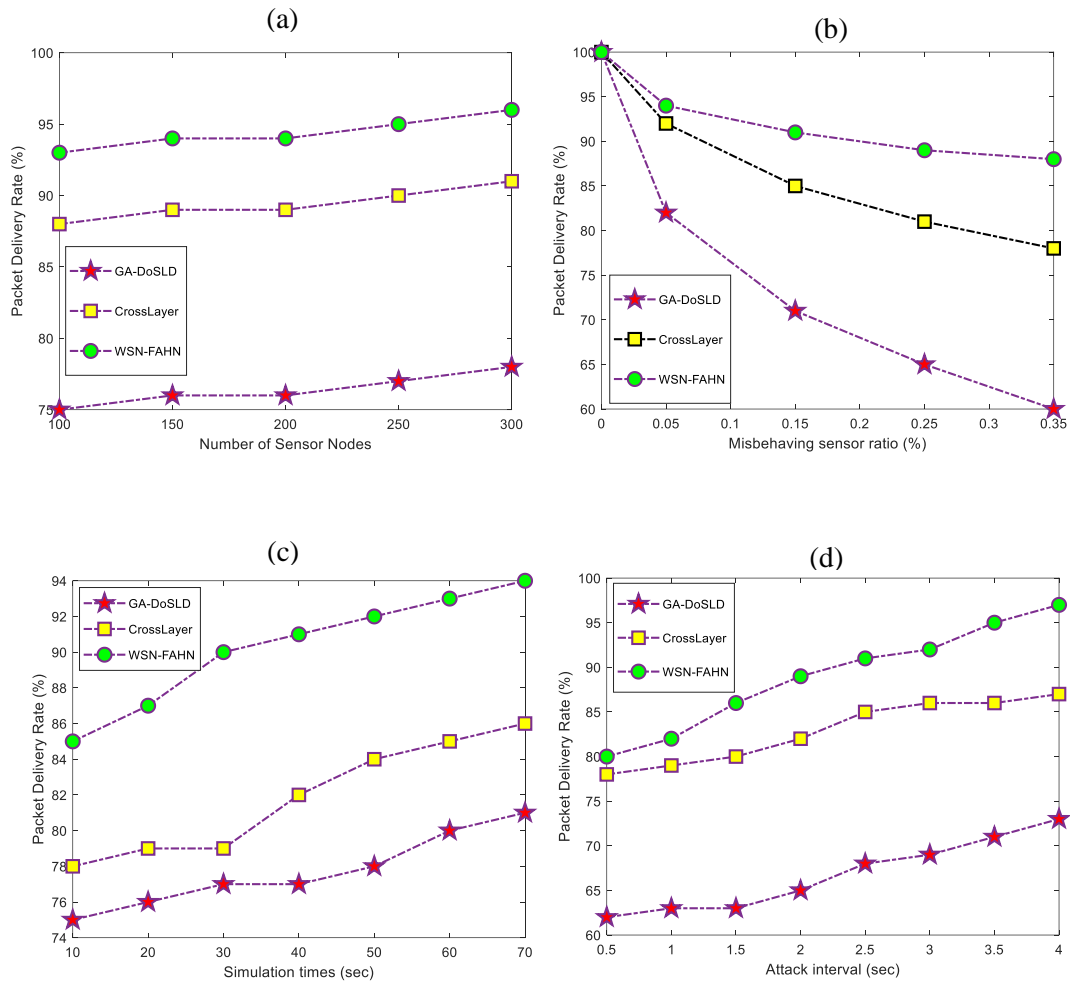 (a)
100
95
90
85
80
75
Packet Delivery Rate (%)
GA-DoSLD
CrossLayer
WSN-FAHN
100 150 200 250 300
Number of Sensor Nodes
(b)
100
95
90
85
80
75
70
65
60
Packet Delivery Rate (%)
GA-DoSLD
CrossLayer
WSN-FAHN
0 0.05 0.1 0.15 0.2 0.25 0.3 0.35
Misbehaving sensor ratio (%)
(c)
94
92
90
88
86
84
82
80
78
76
74
Packet Delivery Rate (%)
GA-DoSLD
CrossLayer
WSN-FAHN
10 20 30 40 50 60 70
Simulation times (sec)
(d)
100
95
90
85
80
75
70
65
60
Packet Delivery Rate (%)
GA-DoSLD
CrossLayer
WSN-FAHN
0.5 1 1.5 2 2.5 3 3.5 4
Attack interval (sec)